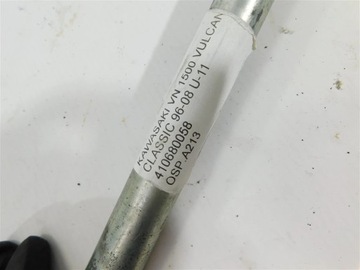 KAWASAKI VN 1500 VULCAN
CLASSIC 96-08 U-11
410680058
OSP A213